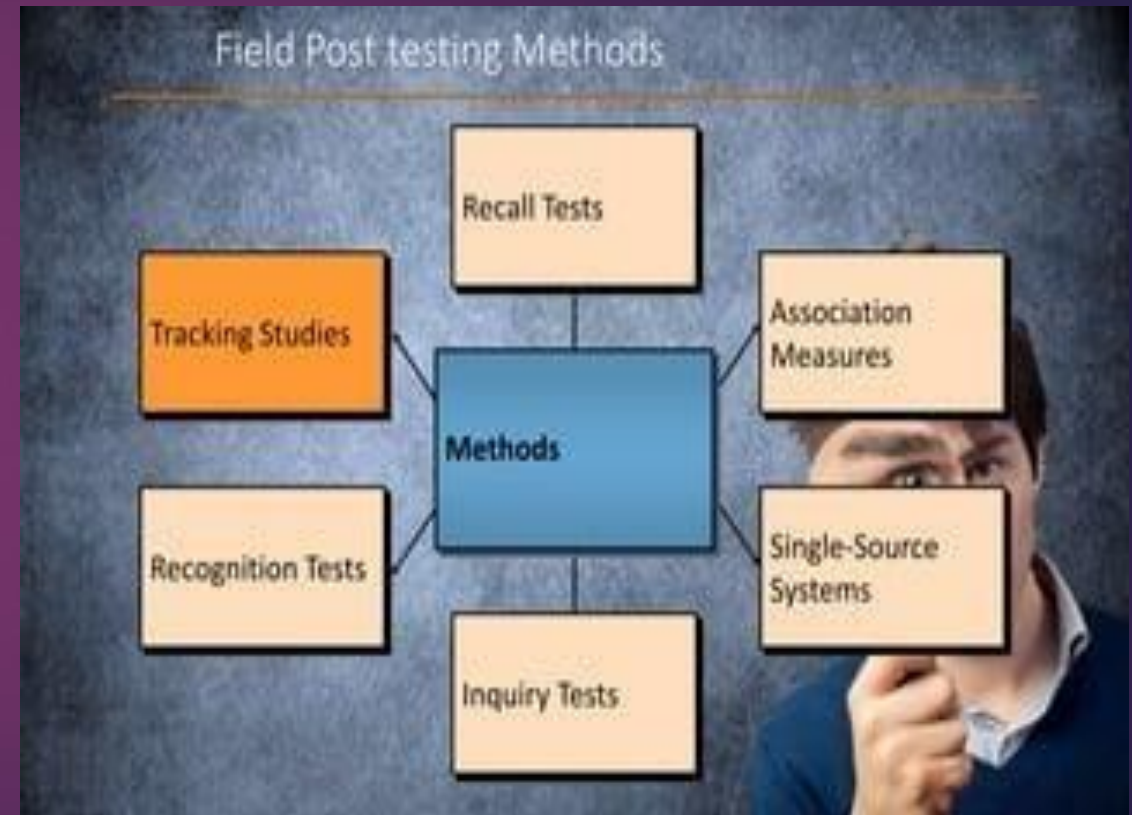 Field Post testing Methods
Recall Tests
Tracking Studies
Association
Measures
Methods
Recognition Tests
Single-Source
Systems
Inquiry Tests